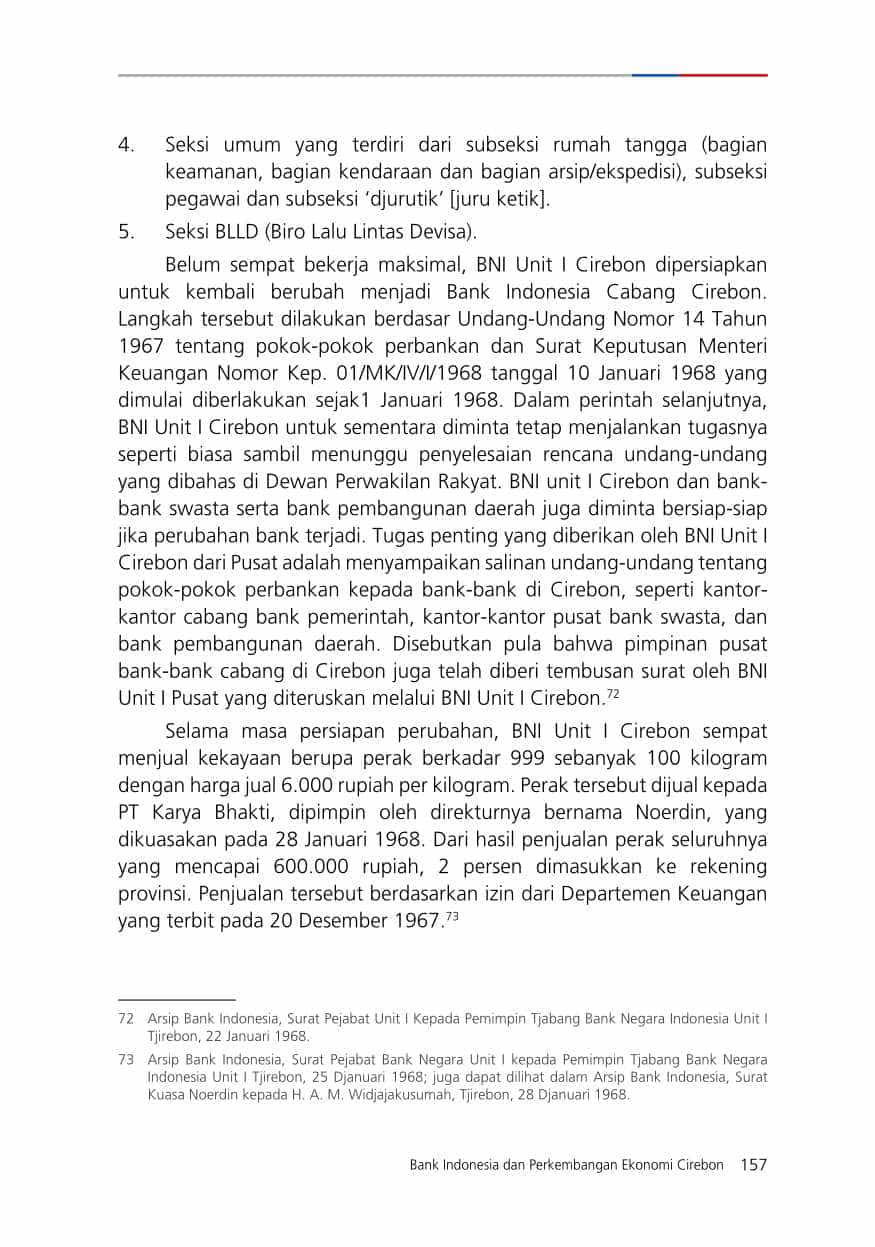 4. Seksi umum yang terdiri dari subseksi rumah tangga (bagian
keamanan, bagian kendaraan dan bagian arsip/ekspedisi), subseksi
pegawai dan subseksi ‘djurutik’ [juru ketik].
5. Seksi BLLD (Biro Lalu Lintas Devisa).
Belum sempat bekerja maksimal, BNI Unit I Cirebon dipersiapkan
untuk kembali berubah menjadi Bank Indonesia Cabang Cirebon.
Langkah tersebut dilakukan berdasar Undang-Undang Nomor 14 Tahun
1967 tentang pokok-pokok perbankan dan Surat Keputusan Menteri
Keuangan Nomor Kep. 01/MK/IV/I/1968 tanggal 10 Januari 1968 yang
dimulai diberlakukan sejak1 Januari 1968. Dalam perintah selanjutnya,
BNI Unit I Cirebon untuk sementara diminta tetap menjalankan tugasnya
seperti biasa sambil menunggu penyelesaian rencana undang-undang
yang dibahas di Dewan Perwakilan Rakyat. BNI unit I Cirebon dan bank-
bank swasta serta bank pembangunan daerah juga diminta bersiap-siap
jika perubahan bank terjadi. Tugas penting yang diberikan oleh BNI Unit I
Cirebon dari Pusat adalah menyampaikan salinan undang-undang tentang
pokok-pokok perbankan kepada bank-bank di Cirebon, seperti kantor-
kantor cabang bank pemerintah, kantor-kantor pusat bank swasta, dan
bank pembangunan daerah. Disebutkan pula bahwa pimpinan pusat
bank-bank cabang di Cirebon juga telah diberi tembusan surat oleh BNI
Unit I Pusat yang diteruskan melalui BNI Unit I Cirebon.72
Selama masa persiapan perubahan, BNI Unit I Cirebon sempat
menjual kekayaan berupa perak berkadar 999 sebanyak 100 kilogram
dengan harga jual 6.000 rupiah per kilogram. Perak tersebut dijual kepada
PT Karya Bhakti, dipimpin oleh direkturnya bernama Noerdin, yang
dikuasakan pada 28 Januari 1968. Dari hasil penjualan perak seluruhnya
yang mencapai 600.000 rupiah, 2 persen dimasukkan ke rekening
provinsi. Penjualan tersebut berdasarkan izin dari Departemen Keuangan
yang terbit pada 20 Desember 1967.73
72 Arsip Bank Indonesia, Surat Pejabat Unit I Kepada Pemimpin Tjabang Bank Negara Indonesia Unit I
Tjirebon, 22 Januari 1968.
73 Arsip Bank Indonesia, Surat Pejabat Bank Negara Unit I kepada Pemimpin Tjabang Bank Negara
Indonesia Unit I Tjirebon, 25 Djanuari 1968; juga dapat dilihat dalam Arsip Bank Indonesia, Surat
Kuasa Noerdin kepada H. A. M. Widjajakusumah, Tjirebon, 28 Djanuari 1968.
Bank Indonesia dan Perkembangan Ekonomi Cirebon 157